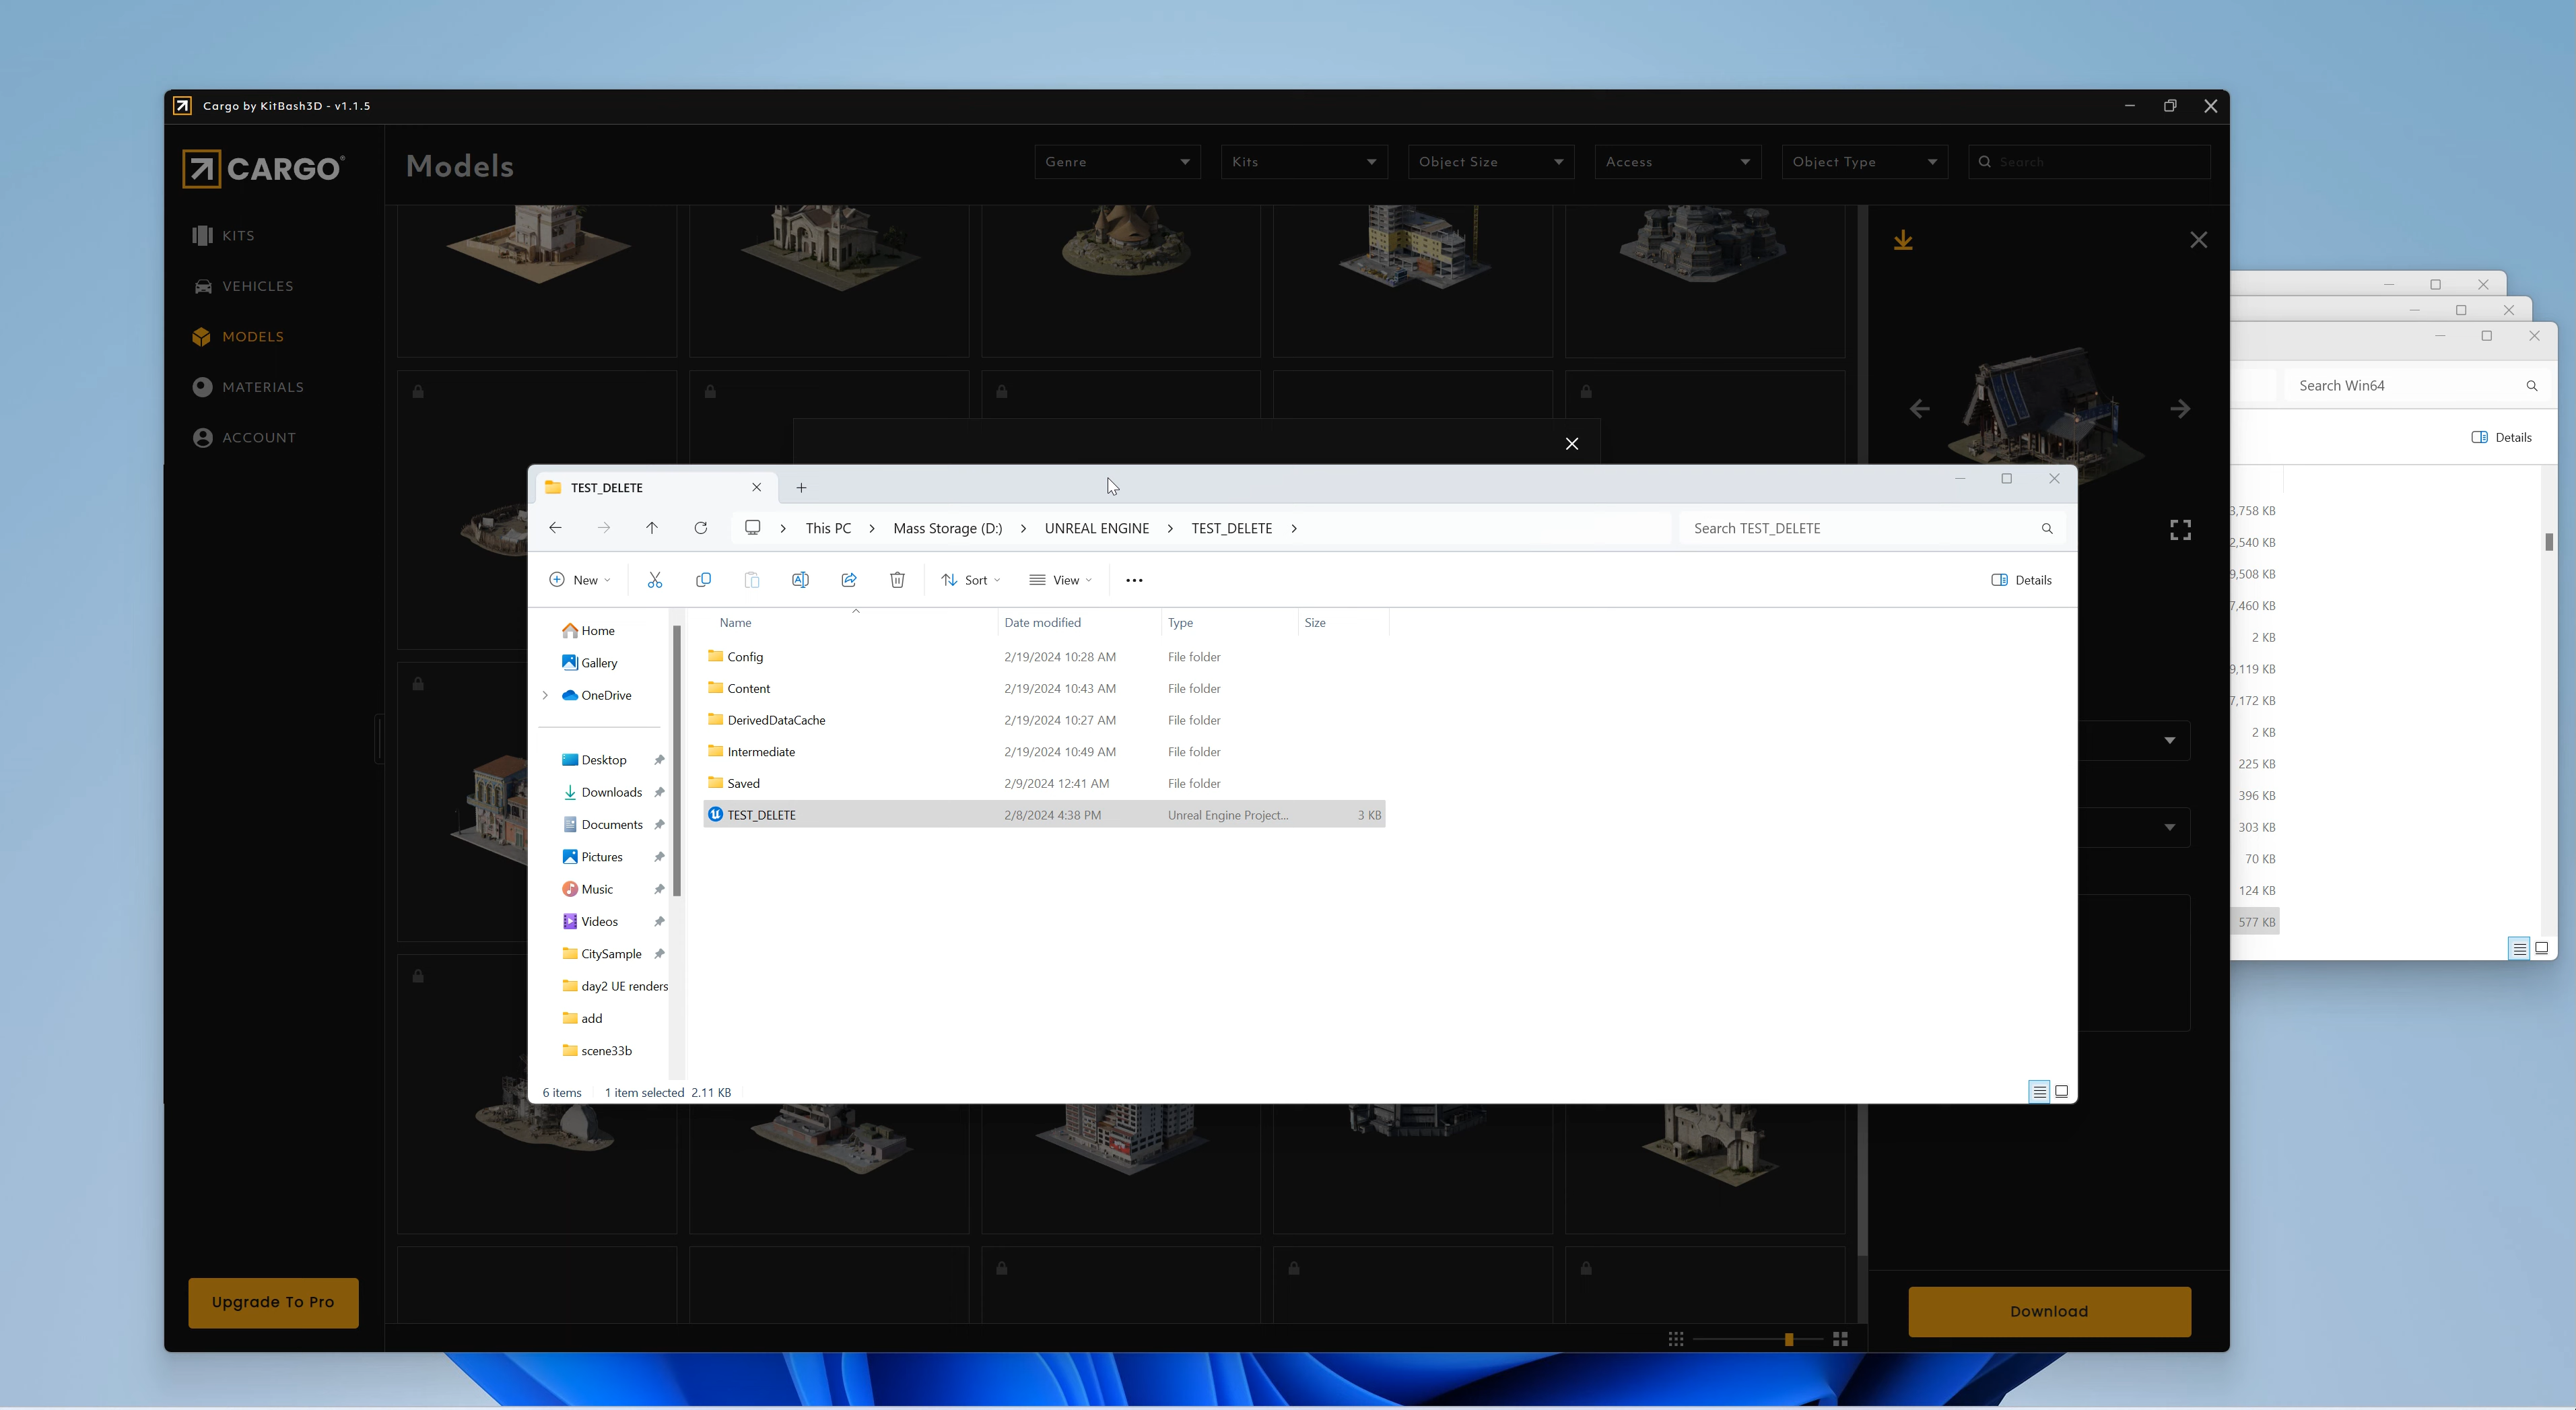 Cargo by KitBash3D - v1.1.5
CARGO
Models
Genre
Kits
Object Size
Access
Object Type
Search
KITS
VEHICLES
MODELS
MATERIALS
ACCOUNT
Upgrade To Pro
Download
TEST_DELETE
This PC
Mass Storage (D:)
UNREAL ENGINE
TEST_DELETE
Search TEST_DELETE
New
Sort
View
Details
Home
Gallery
OneDrive
Desktop
Downloads
Documents
Pictures
Music
Videos
CitySample
day2 UE renders
add
scene33b
Name Date modified Type Size
Config 2/19/2024 10:28 AM File folder
Content 2/19/2024 10:43 AM File folder
DerivedDataCache 2/19/2024 10:27 AM File folder
Intermediate 2/19/2024 10:49 AM File folder
Saved 2/9/2024 12:41 AM File folder
TEST_DELETE 2/8/2024 4:38 PM Unreal Engine Project... 3 KB
6 items 1 item selected 2.11 KB
Search Win64
Details
,758 KB
2,540 KB
9,508 KB
7,460 KB
2 KB
9,119 KB
7,172 KB
2 KB
225 KB
396 KB
303 KB
70 KB
124 KB
577 KB